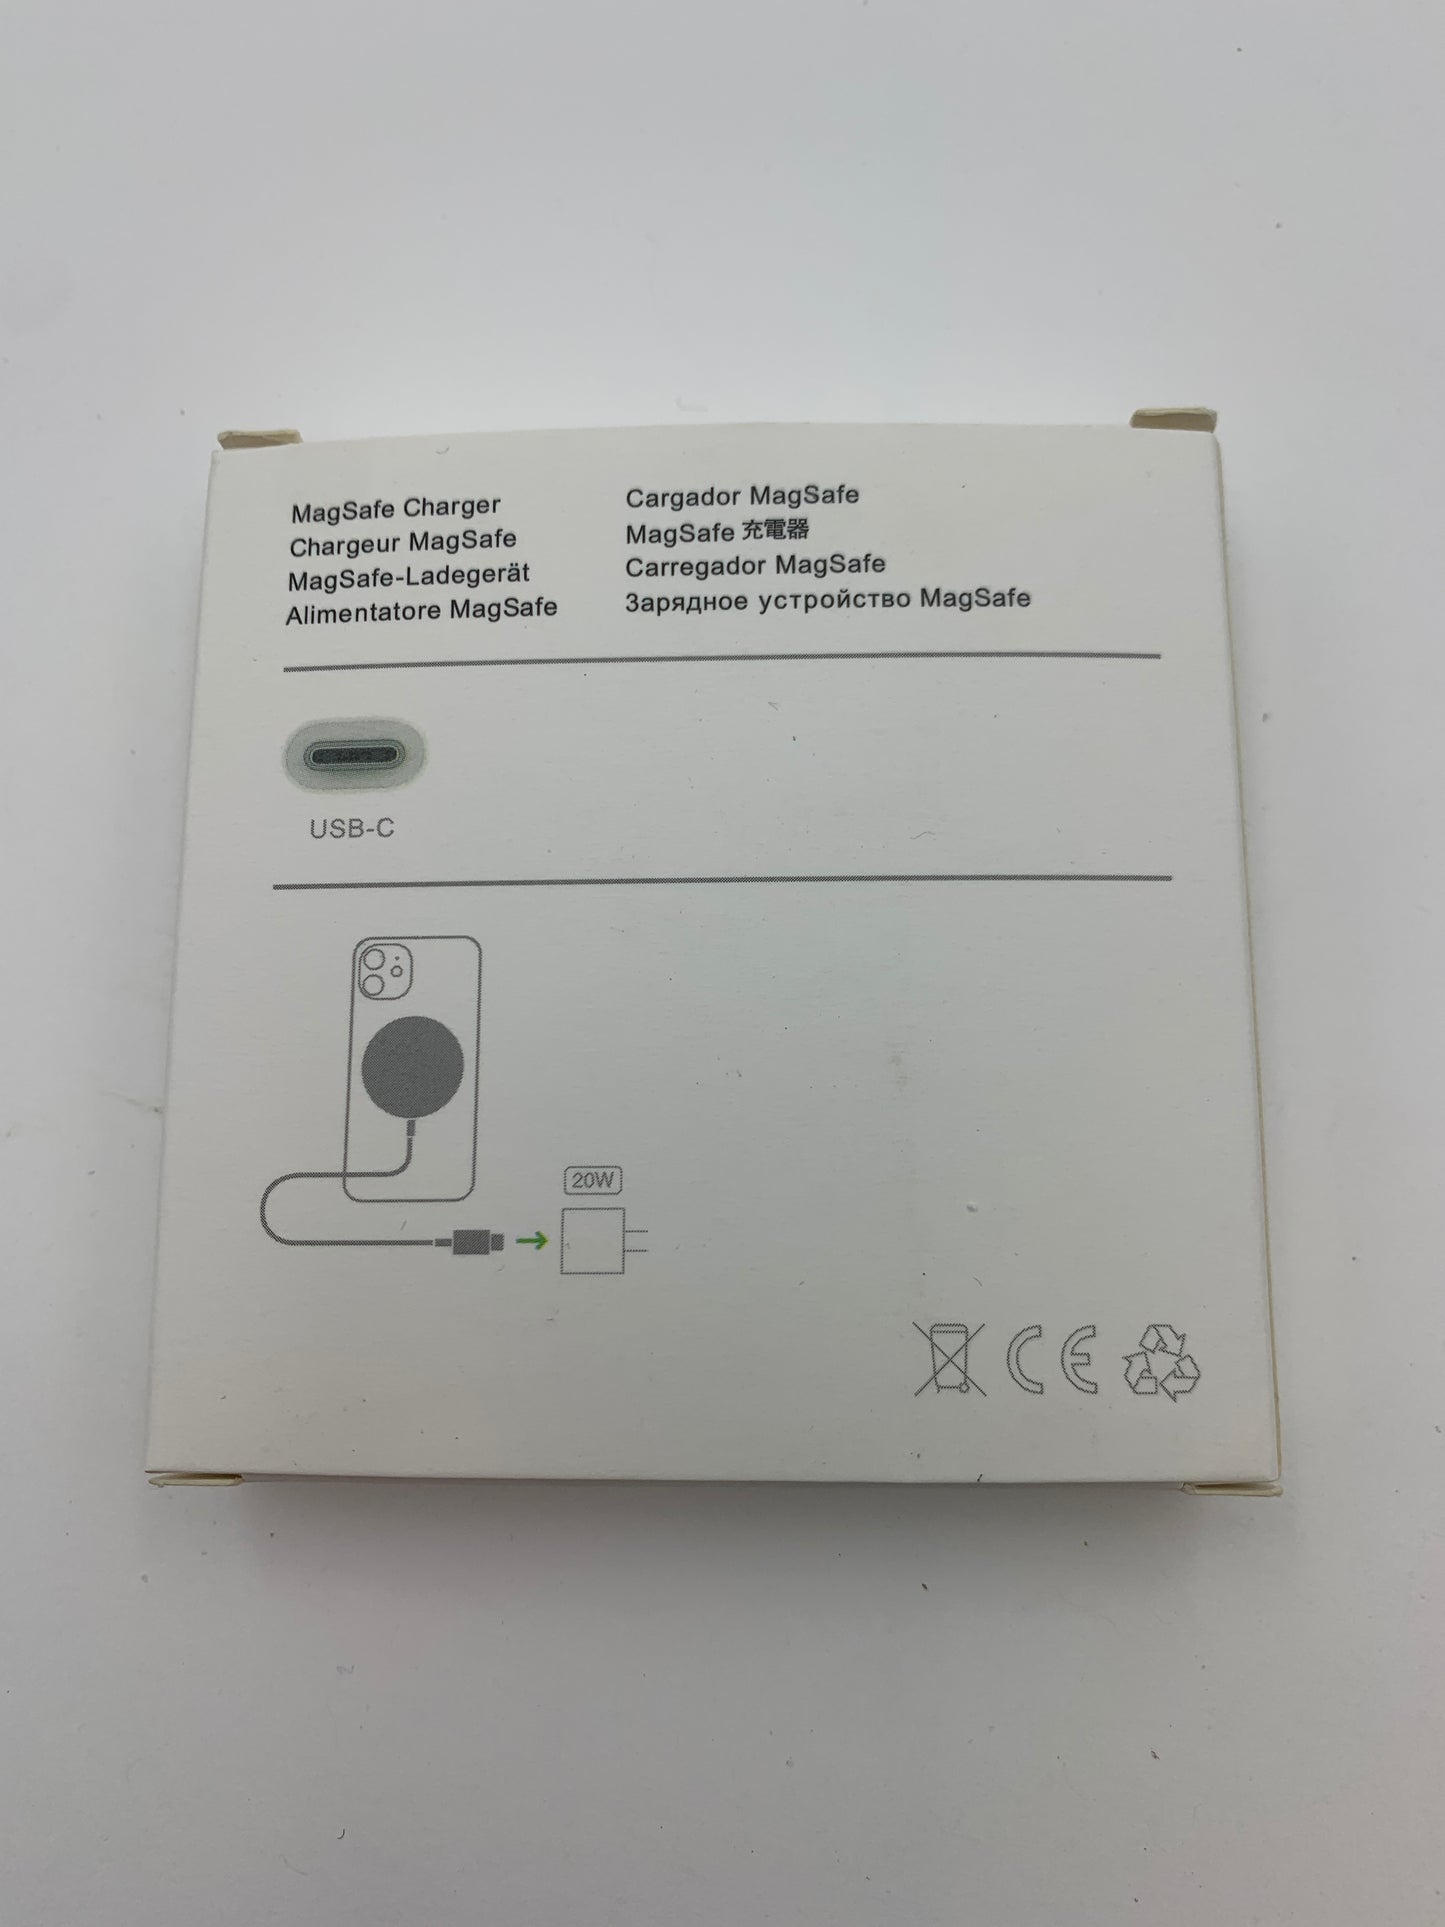 MagSafe Charger
Chargeur MagSafe
MagSafe-Ladegerät
Alimentatore MagSafe
Cargador MagSafe
MagSafe 充電器
Carregador MagSafe
Зарядное устройство MagSafe
USB-C
20W
CE